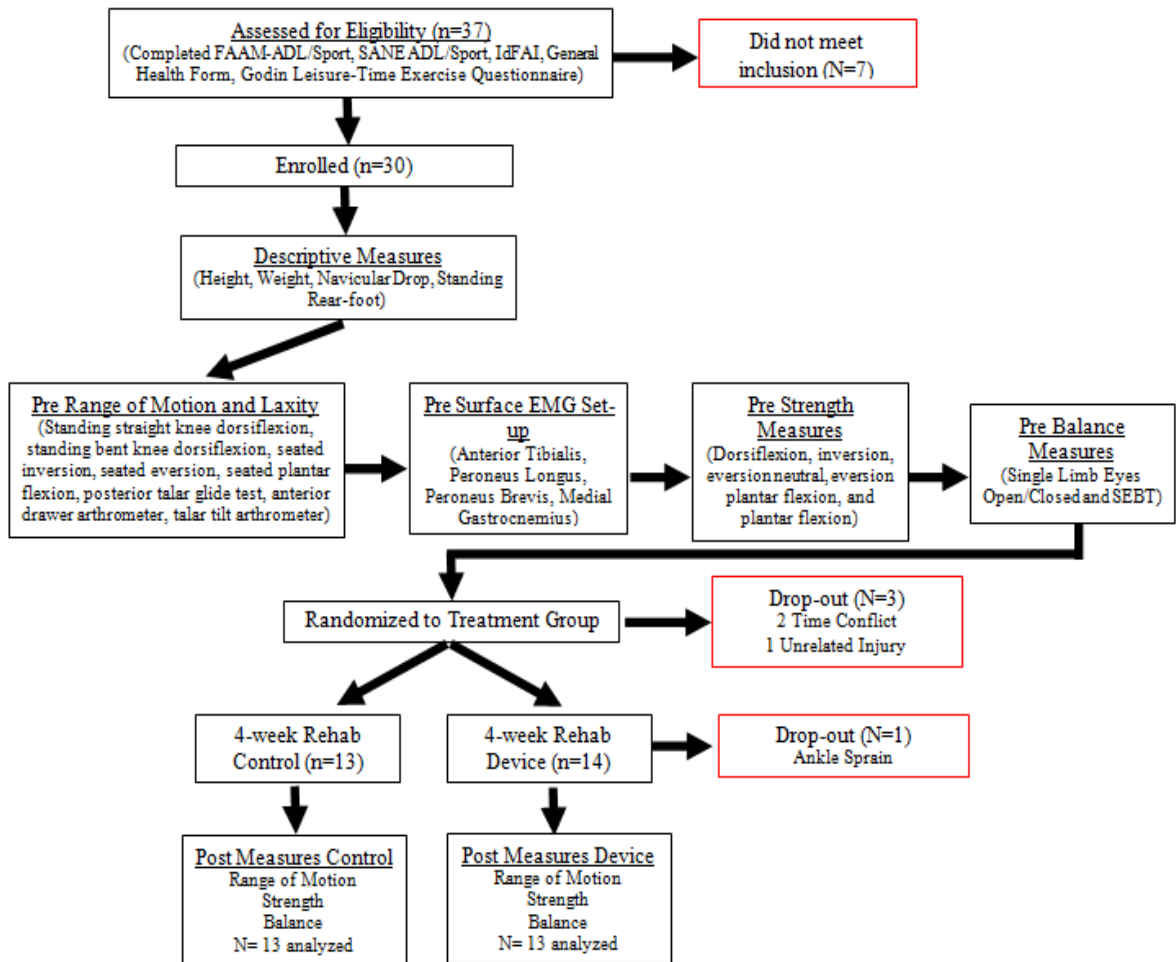 Assessed for Eligibility (n=37)
(Completed FAAM-ADL/Sport, SANE ADL/Sport, IdFAI, General
Health Form, Godin Leisure-Time Exercise Questionnaire)
Did not meet
inclusion (N=7)
Enrolled (n=30)
Descriptive Measures
(Height, Weight, Navicular Drop, Standing
Rear-foot)
Pre Range of Motion and Laxity
(Standing straight knee dorsiflexion,
standing bent knee dorsiflexion, seated
inversion, seated eversion, seated plantar
flexion, posterior talar glide test, anterior
drawer arthrometer, talar tilt arthrometer)
Pre Surface EMG Set-
up
(Anterior Tibialis,
Peroneus Longus,
Peroneus Brevis, Medial
Gastrocnemius)
Pre Strength
Measures
(Dorsiflexion, inversion,
eversion neutral, eversion
plantar flexion, and
plantar flexion)
Pre Balance
Measures
(Single Limb Eyes
Open/Closed and SEBT)
Randomized to Treatment Group
Drop-out (N=3)
2 Time Conflict
1 Unrelated Injury
4-week Rehab
Control (n=13)
4-week Rehab
Device (n=14)
Drop-out (N=1)
Ankle Sprain
Post Measures Control
Range of Motion
Strength
Balance
N= 13 analyzed
Post Measures Device
Range of Motion
Strength
Balance
N= 13 analyzed